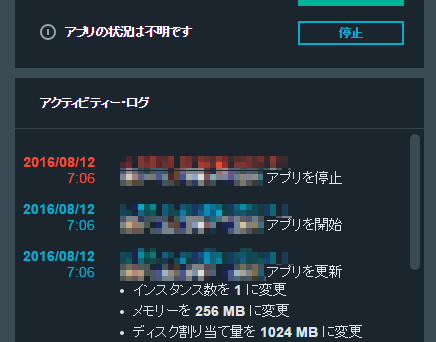 アプリの状況は不明です
停止
アクティビティー・ログ
2016/08/12
7:06 アプリを停止
2016/08/12
7:06 アプリを開始
2016/08/12
7:06 アプリを更新
• インスタンス数を 1 に変更
• メモリーを 256 MB に変更
• ディスク割り当て量を 1024 MB に変更